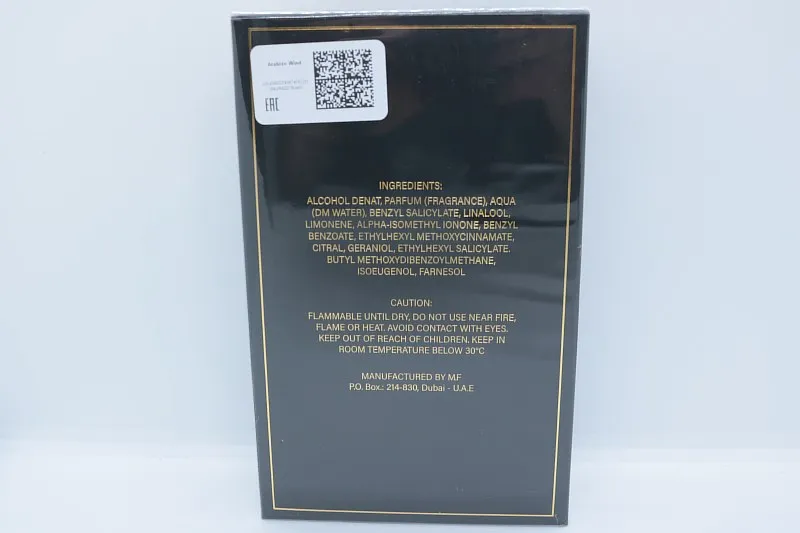 Arabian Wood
EAC
INGREDIENTS:
ALCOHOL DENAT, PARFUM (FRAGRANCE), AQUA
(DM WATER), BENZYL SALICYLATE, LINALOOL,
LIMONENE, ALPHA-ISOMETHYL IONONE, BENZYL
BENZOATE, ETHYLHEXYL METHOXYCINNAMATE,
CITRAL, GERANIOL, ETHYLHEXYL SALICYLATE.
BUTYL METHOXYDIBENZOYLMETHANE,
ISOEUGENOL, FARNESOL
CAUTION:
FLAMMABLE UNTIL DRY, DO NOT USE NEAR FIRE,
FLAME OR HEAT. AVOID CONTACT WITH EYES.
KEEP OUT OF REACH OF CHILDREN. KEEP IN
ROOM TEMPERATURE BELOW 30°C
MANUFACTURED BY M.F
P.O. Box.: 214-830, Dubai - U.A.E